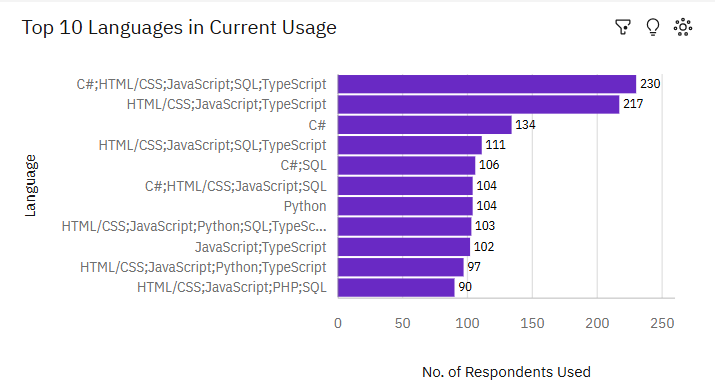 Top 10 Languages in Current Usage
C#;HTML/CSS;JavaScript;SQL;TypeScript 230
HTML/CSS;JavaScript;TypeScript 217
C# 134
HTML/CSS;JavaScript;SQL;TypeScript 111
C#;SQL 106
C#;HTML/CSS;JavaScript;SQL 104
Python 104
HTML/CSS;JavaScript;Python;SQL;TypeSc... 103
JavaScript;TypeScript 102
HTML/CSS;JavaScript;Python;TypeScript 97
HTML/CSS;JavaScript;PHP;SQL 90
Language
0 50 100 150 200 250
No. of Respondents Used